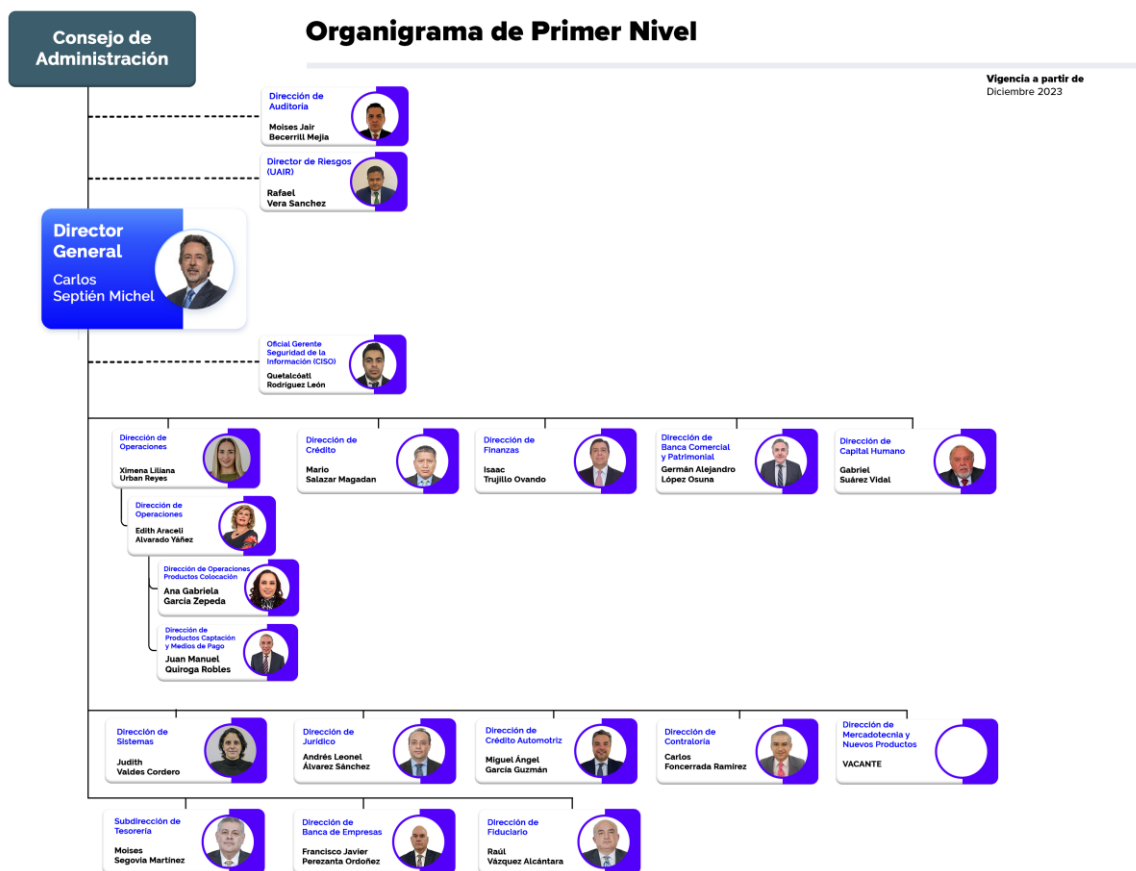 Consejo de
Administración
Organigrama de Primer Nivel
Vigencia a partir de
Diciembre 2023
Dirección de
Auditoría
Moises Jair
Becerrill Mejia
Director de Riesgos
(UAIR)
Rafael
Vera Sanchez
Director
General
Carlos
Septién Michel
Oficial Gerente
Seguridad de la
Información (CISO)
Quetalcóatl
Rodríguez León
Dirección de
Operaciones
Ximena Liliana
Urban Reyes
Dirección de
Crédito
Mario
Salazar Magadan
Dirección de
Finanzas
Isaac
Trujillo Ovando
Dirección de
Banca Comercial
y Patrimonial
Germán Alejandro
López Osuna
Dirección de
Capital Humano
Gabriel
Suárez Vidal
Dirección de
Operaciones
Edith Araceli
Alvarado Yáñez
Dirección de Operaciones
Productos Colocación
Ana Gabriela
García Zepeda
Dirección de
Productos Captación
y Medios de Pago
Juan Manuel
Quiroga Robles
Dirección de
Sistemas
Judith
Valdes Cordero
Dirección de
Jurídico
Andrés Leonel
Álvarez Sánchez
Dirección de
Crédito Automotriz
Miguel Ángel
García Guzmán
Dirección de
Contraloría
Carlos
Foncerrada Ramírez
Dirección de
Mercadotecnia y
Nuevos Productos
VACANTE
Subdirección de
Tesorería
Moises
Segovia Martínez
Dirección de
Banca de Empresas
Francisco Javier
Perezanta Ordoñez
Dirección de
Fiduciario
Raúl
Vázquez Alcántara